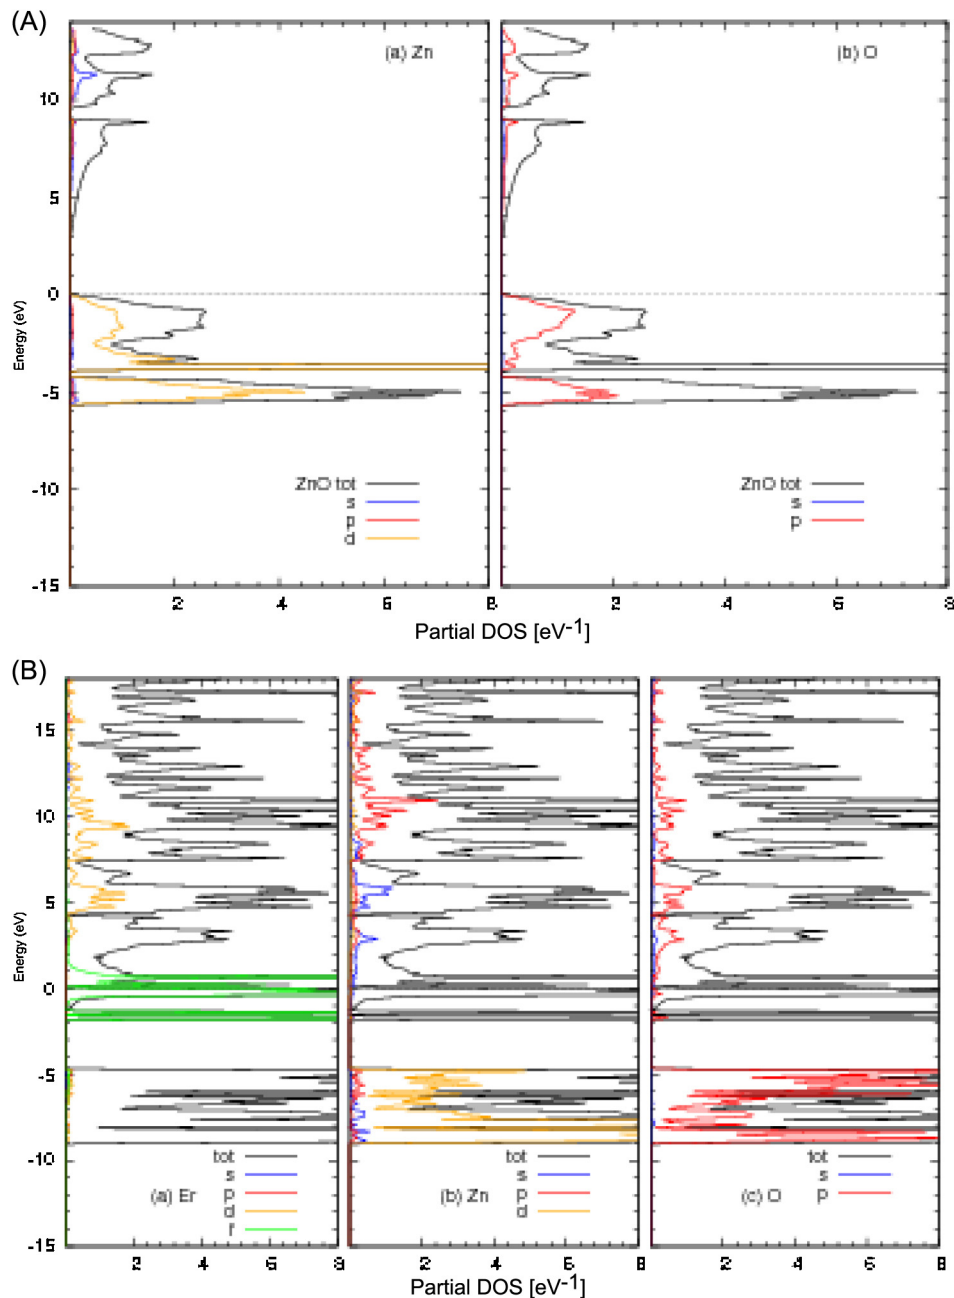 (A)
(a) Zn
(b) O
10
5
0
-5
-10
-15
Energy (eV)
ZnO tot
s
p
d
ZnO tot
s
p
2 4 6 8 2 4 6 8
Partial DOS [eV-1]
(B)
15
10
5
0
-5
-10
-15
Energy (eV)
tot
s
(a) Er p
d
f
tot
s
(b) Zn p
d
tot
s
(c) O p
2 4 6 8 2 4 6 8 2 4 6 8
Partial DOS [eV-1]